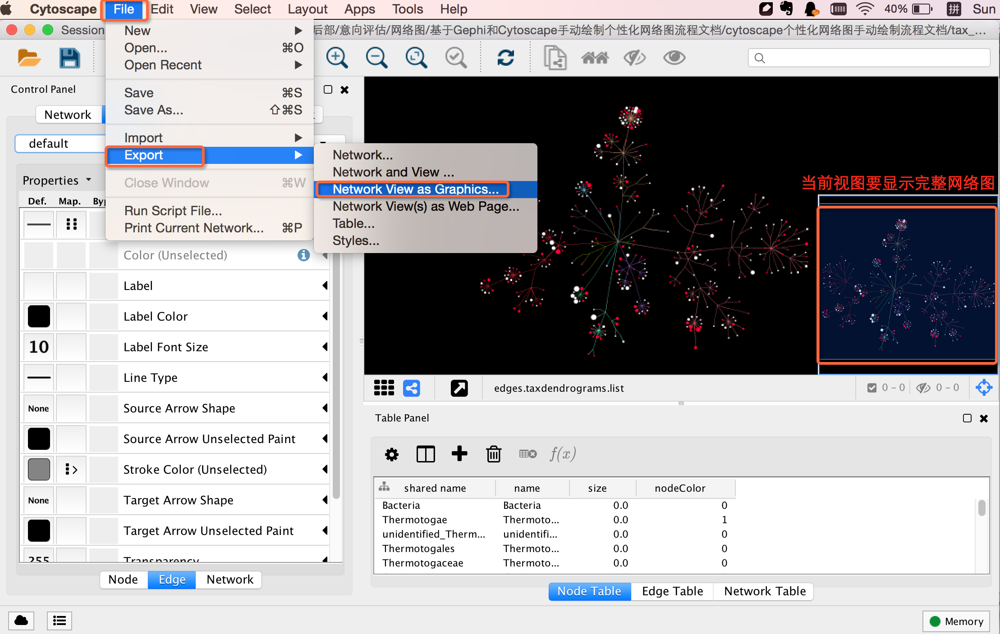 Cytoscape File Edit View Select Layout Apps Tools Help 40% 拼 Sun
Session
后部/意向评估/网络图/基于Gephi和Cytoscape手动绘制个性化网络图流程文档/cytoscape个性化网络图手动绘制流程文档/tax_...
New
Open... ⌘O
Open Recent
Save ⌘S
Save As... ⇧⌘S
Import
Export
Close Window ⌘W
Run Script File...
Print Current Network... ⌘P
Network...
Network and View ...
Network View as Graphics...
Network View(s) as Web Page...
Table...
Styles...
Control Panel
Network
default
Properties
Def. Map. Byp
Color (Unselected)
Label
Label Color
10 Label Font Size
Line Type
None Source Arrow Shape
Source Arrow Unselected Paint
Stroke Color (Unselected)
None Target Arrow Shape
Target Arrow Unselected Paint
255 Transparency
Node Edge Network
当前视图要显示完整网络图
edges.taxdendrograms.list 0 – 0 0 – 0
Table Panel
f(x)
shared name name size nodeColor
Bacteria Bacteria 0.0 0
Thermotogae Thermoto... 0.0 1
unidentified_Therm... unidentifi... 0.0 0
Thermotogales Thermoto... 0.0 0
Thermotogaceae Thermoto... 0.0 0
Node Table Edge Table Network Table
Memory